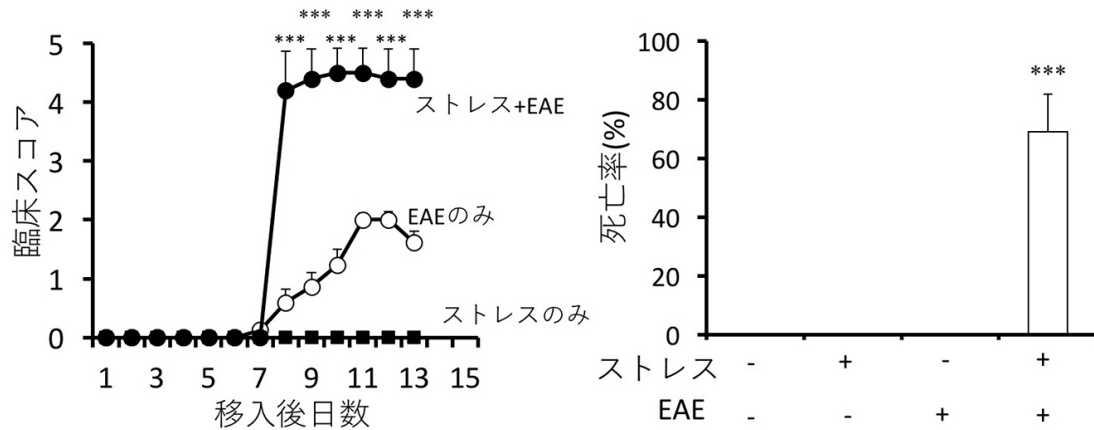 *** *** ***
*** *** ***
5
4
3
2
1
0
臨床スコア
ストレス+EAE
EAEのみ
ストレスのみ
1 3 5 7 9 11 13 15
移入後日数
100
80
60
40
20
0
死亡率(%)
***
ストレス - + - +
EAE - - + +